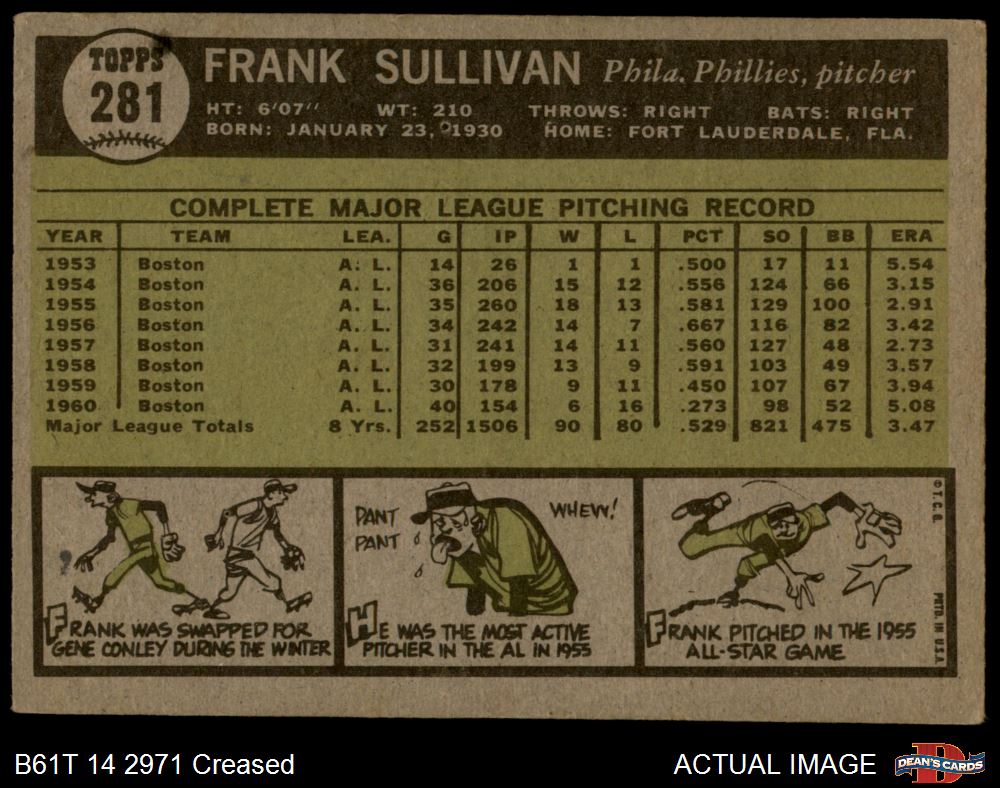 TOPPS
281
FRANK SULLIVAN Phila. Phillies, pitcher
HT: 6'07" WT: 210 THROWS: RIGHT BATS: RIGHT
BORN: JANUARY 23, 1930 HOME: FORT LAUDERDALE, FLA.
COMPLETE MAJOR LEAGUE PITCHING RECORD
YEAR TEAM LEA. G IP W L PCT SO BB ERA
1953 Boston A. L. 14 26 1 1 .500 17 11 5.54
1954 Boston A. L. 36 206 15 12 .556 124 66 3.15
1955 Boston A. L. 35 260 18 13 .581 129 100 2.91
1956 Boston A. L. 34 242 14 7 .667 116 82 3.42
1957 Boston A. L. 31 241 14 11 .560 127 48 2.73
1958 Boston A. L. 32 199 13 9 .591 103 49 3.57
1959 Boston A. L. 30 178 9 11 .450 107 67 3.94
1960 Boston A. L. 40 154 6 16 .273 98 52 5.08
Major League Totals 8 Yrs. 252 1506 90 80 .529 821 475 3.47
FRANK WAS SWAPPED FOR
GENE CONLEY DURING THE WINTER
PANT
PANT
WHEW!
HE WAS THE MOST ACTIVE
PITCHER IN THE AL IN 1955
FRANK PITCHED IN THE 1955
ALL-STAR GAME
© T. C. G.
PRTD. IN U.S.A.
B61T 14 2971 Creased
ACTUAL IMAGE
D
DEAN'S CARDS